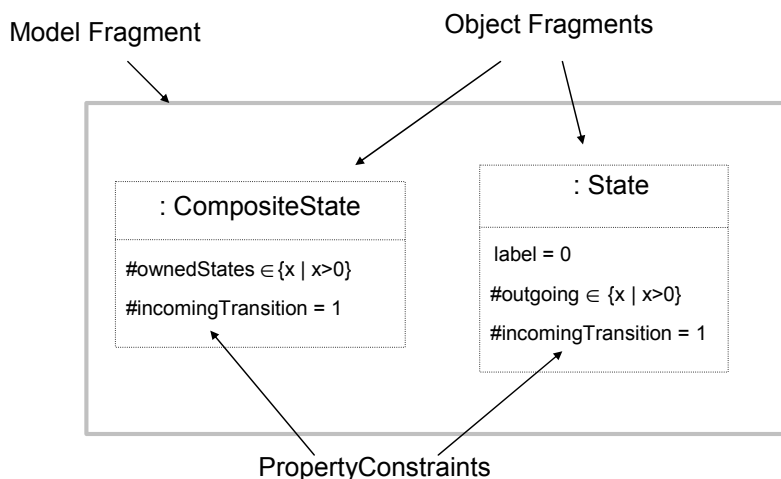 Model Fragment
Object Fragments
: CompositeState
#ownedStates ∈ {x | x>0}
#incomingTransition = 1
: State
label = 0
#outgoing ∈ {x | x>0}
#incomingTransition = 1
PropertyConstraints